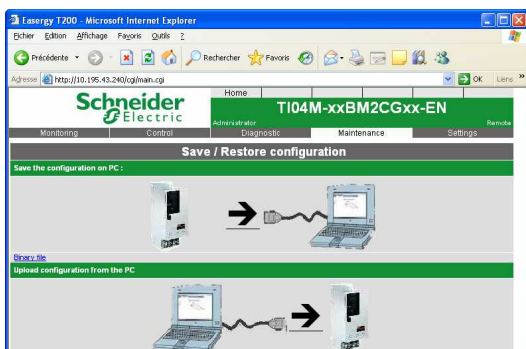 Easergy T200 - Microsoft Internet Explorer
Fichier Edition Affichage Favoris Outils ?
Précédente Rechercher Favoris
Adresse http://10.195.43.240/cgi/main.cgi OK Liens »
Home
Schneider Electric
TI04M-xxBM2CGxx-EN
Administrator Remote
Monitoring Control Diagnostic Maintenance Settings
Save / Restore configuration
Save the configuration on PC :
Binary file
Upload configuration from the PC